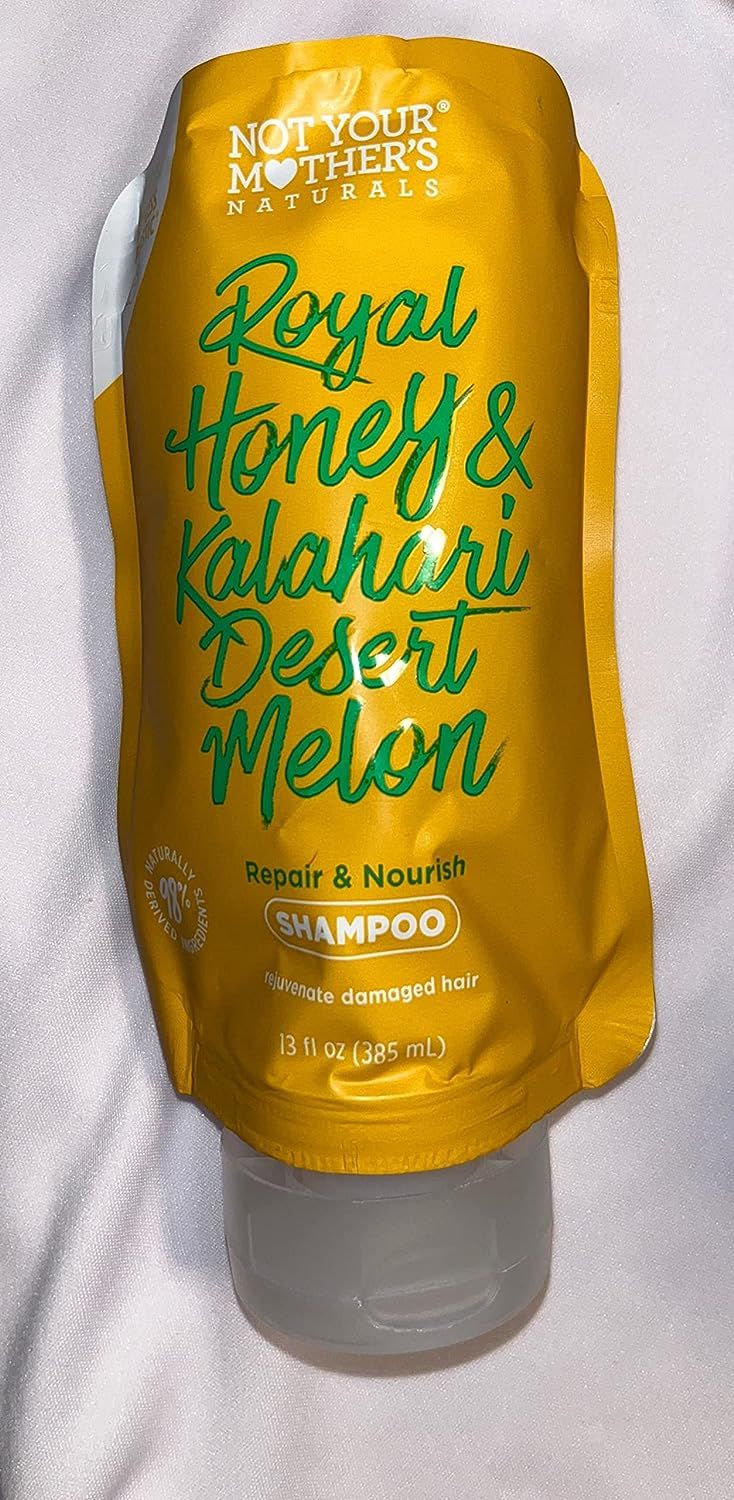 NOT YOUR®
MOTHER'S
NATURALS
Royal
Honey &
Kalahari
Desert
Melon
NATURALLY
98%
DERIVED INGREDIENTS
Repair & Nourish
SHAMPOO
rejuvenate damaged hair
13 fl oz (385 mL)